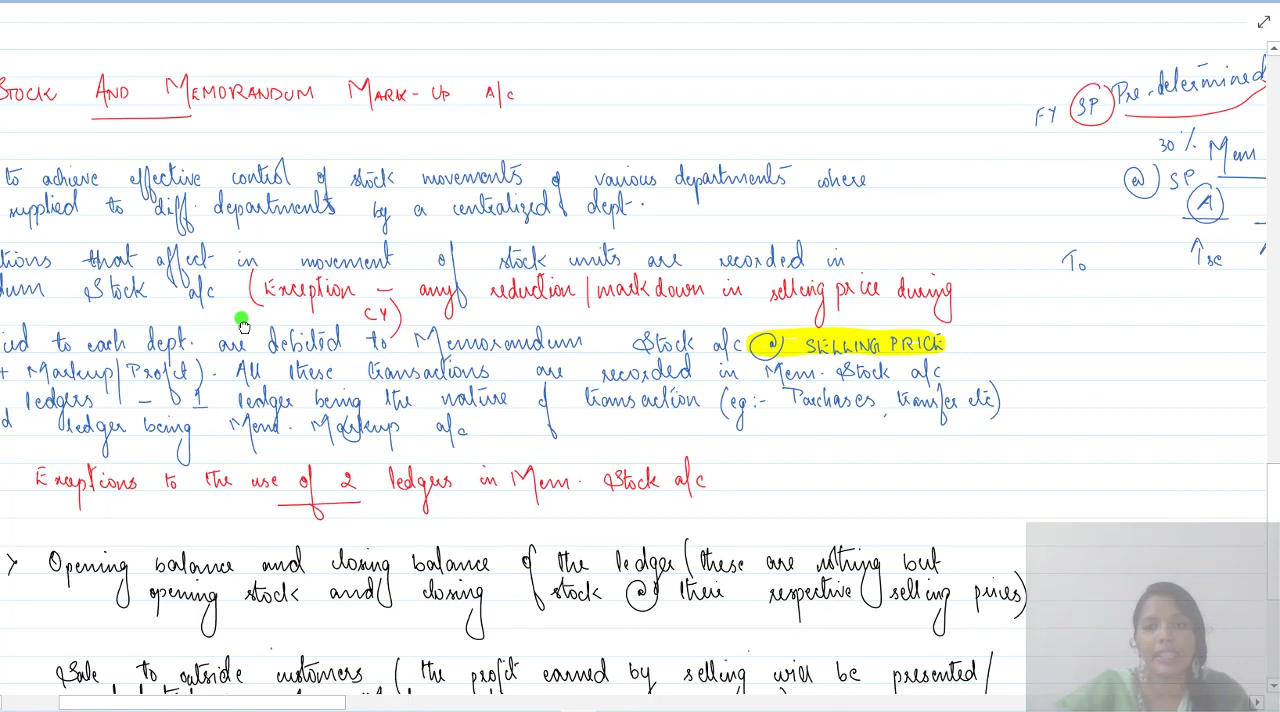 STOCK AND MEMORANDUM MARK-UP A/c
FY SP Pre-determined
30% Mem
@ SP
A
To ↑se
to achieve effective control of stock movements of various departments where
supplied to diff. departments by a centralized dept.
tions that affect in movement of stock units are recorded in
dum Stock a/c (Exception - any reduction/markdown in selling price during
CY)
ied to each dept. are debited to Memorandum Stock a/c @ SELLING PRICE
+ Markup/Profit). All these transactions are recorded in Mem. Stock a/c
ledgers - 1 ledger being the nature of transaction (eg:- Purchases, transfer etc)
d ledger being Mem. Markup a/c
Exceptions to the use of 2 ledgers in Mem. Stock a/c
> Opening balance and closing balance of the ledger (these are nothing but
opening stock and closing stock @ their respective selling prices)
Sale to outside customers (the profit earned by selling will be presented/